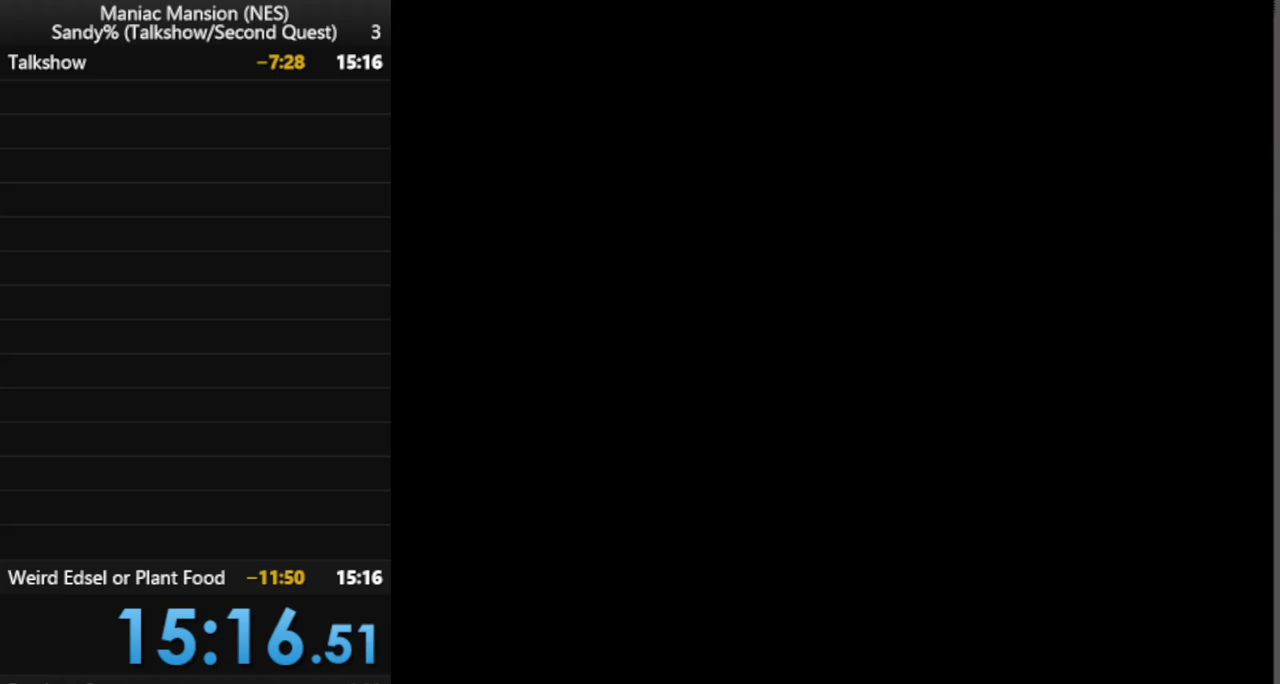 Maniac Mansion (NES)
Sandy% (Talkshow/Second Quest) 3
Talkshow −7:28 15:16
Weird Edsel or Plant Food −11:50 15:16
15:16.51